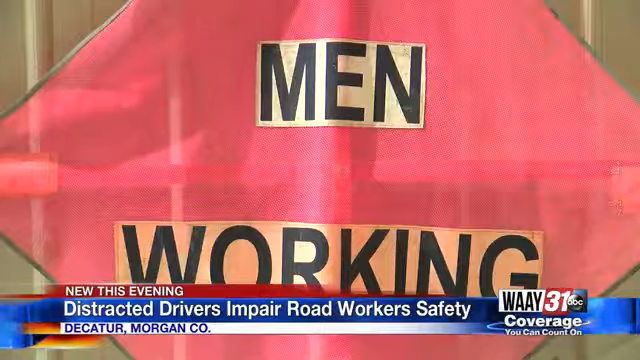 MEN
WORKING
NEW THIS EVENING
Distracted Drivers Impair Road Workers Safety
DECATUR, MORGAN CO.
WAAY 31 abc
Coverage
You Can Count On